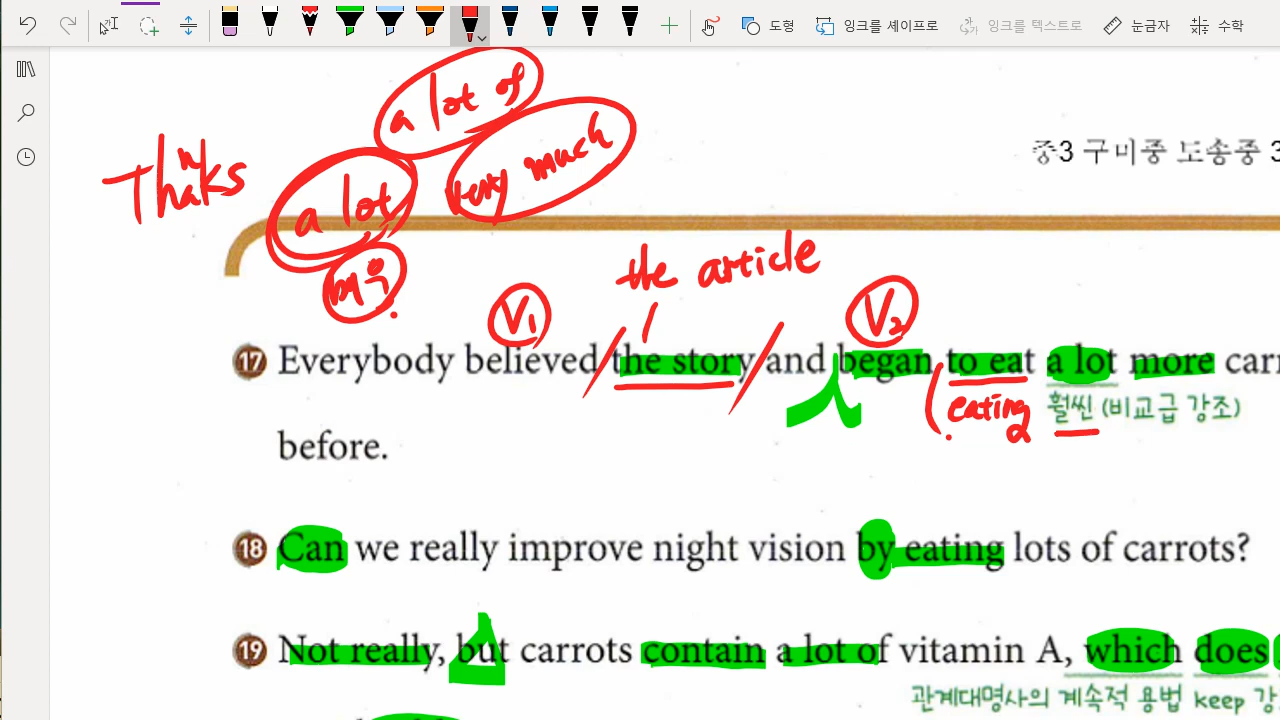 도형 잉크를 셰이프로 잉크를 텍스트로 눈금자 수학
a lot of
very much
Thanks
a lot
매우
중3 구미중 도송중 3
the article
V1
V2
17 Everybody believed the story and began to eat a lot more carr
eating 훨씬 (비교급 강조)
before.
18 Can we really improve night vision by eating lots of carrots?
19 Not really, but carrots contain a lot of vitamin A, which does
관계대명사의 계속적 용법 keep 강